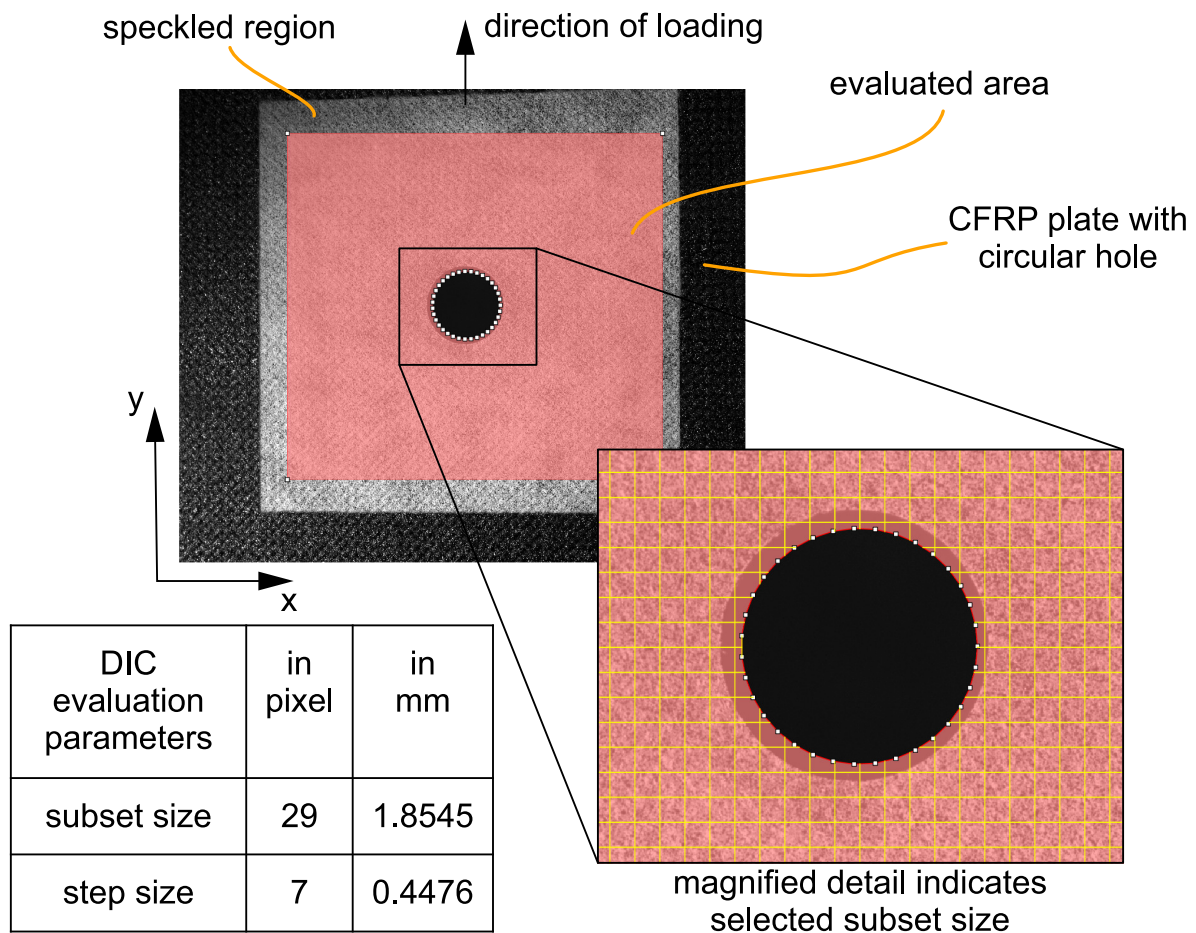 speckled region
direction of loading
evaluated area
CFRP plate with
circular hole
y
x
DIC
evaluation
parameters
in
pixel
in
mm
subset size
29
1.8545
step size
7
0.4476
magnified detail indicates
selected subset size